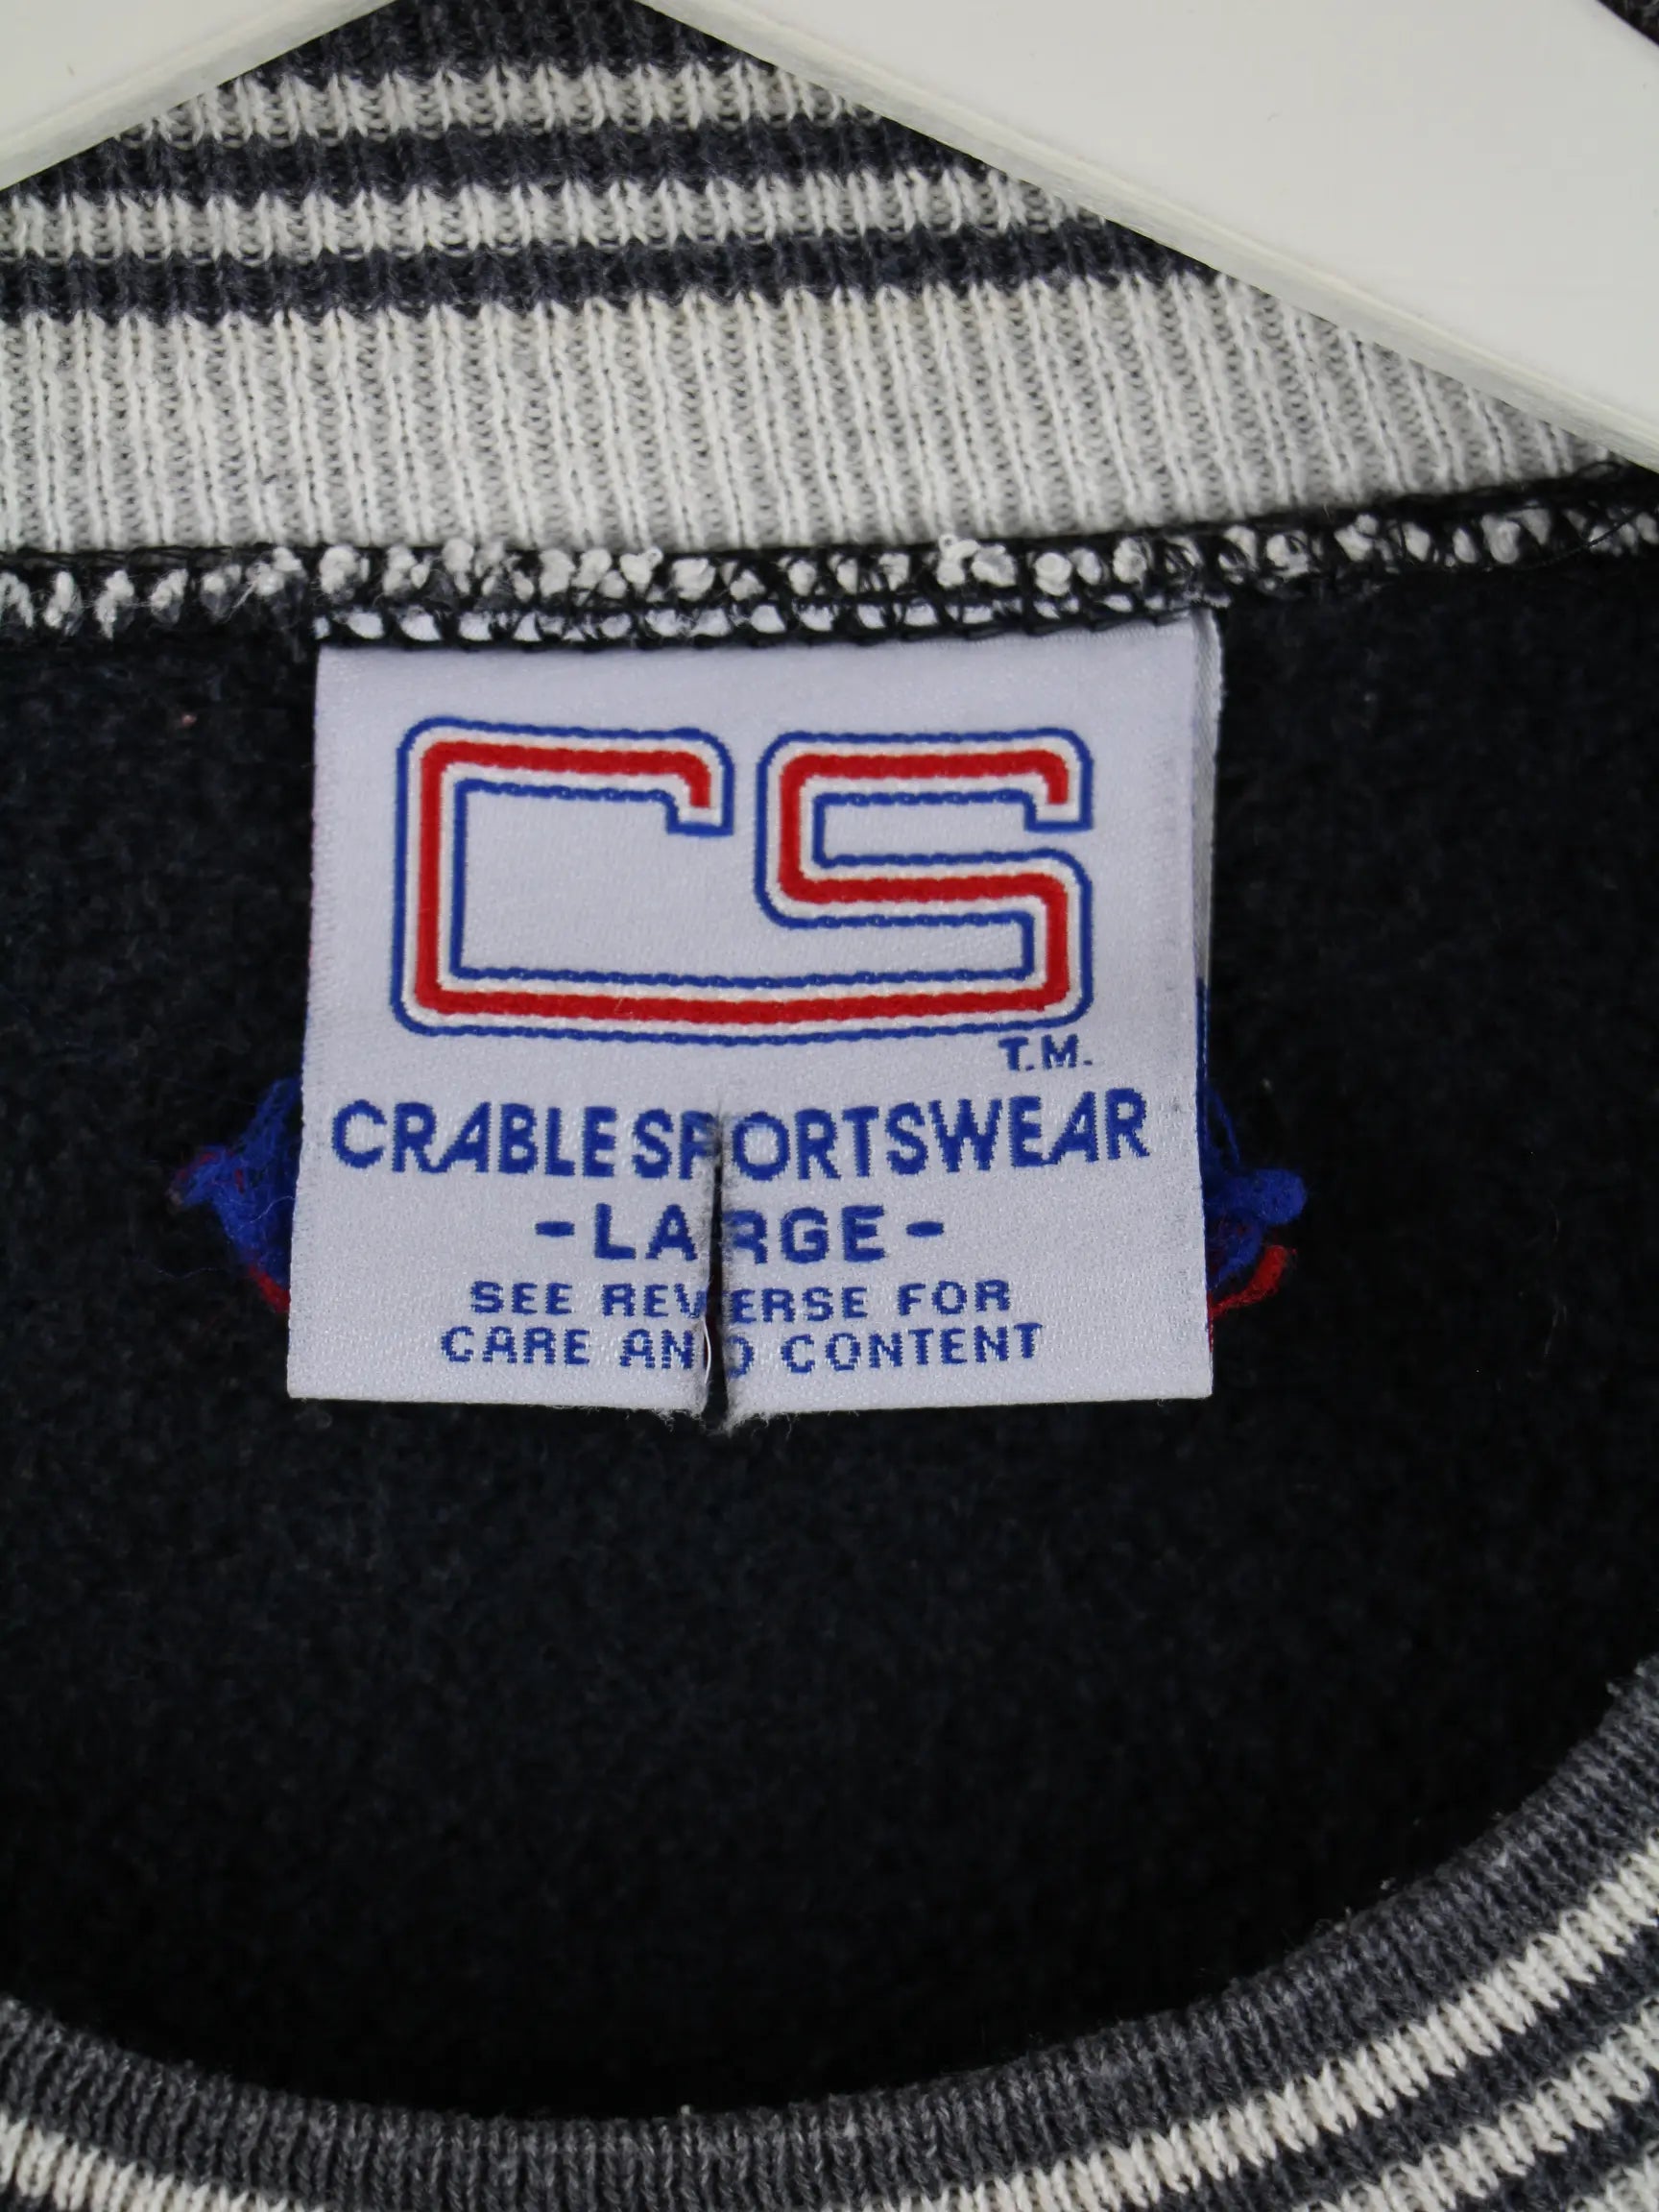 CS
T.M.
CRABLE SPORTSWEAR
- LARGE -
SEE REVERSE FOR
CARE AND CONTENT